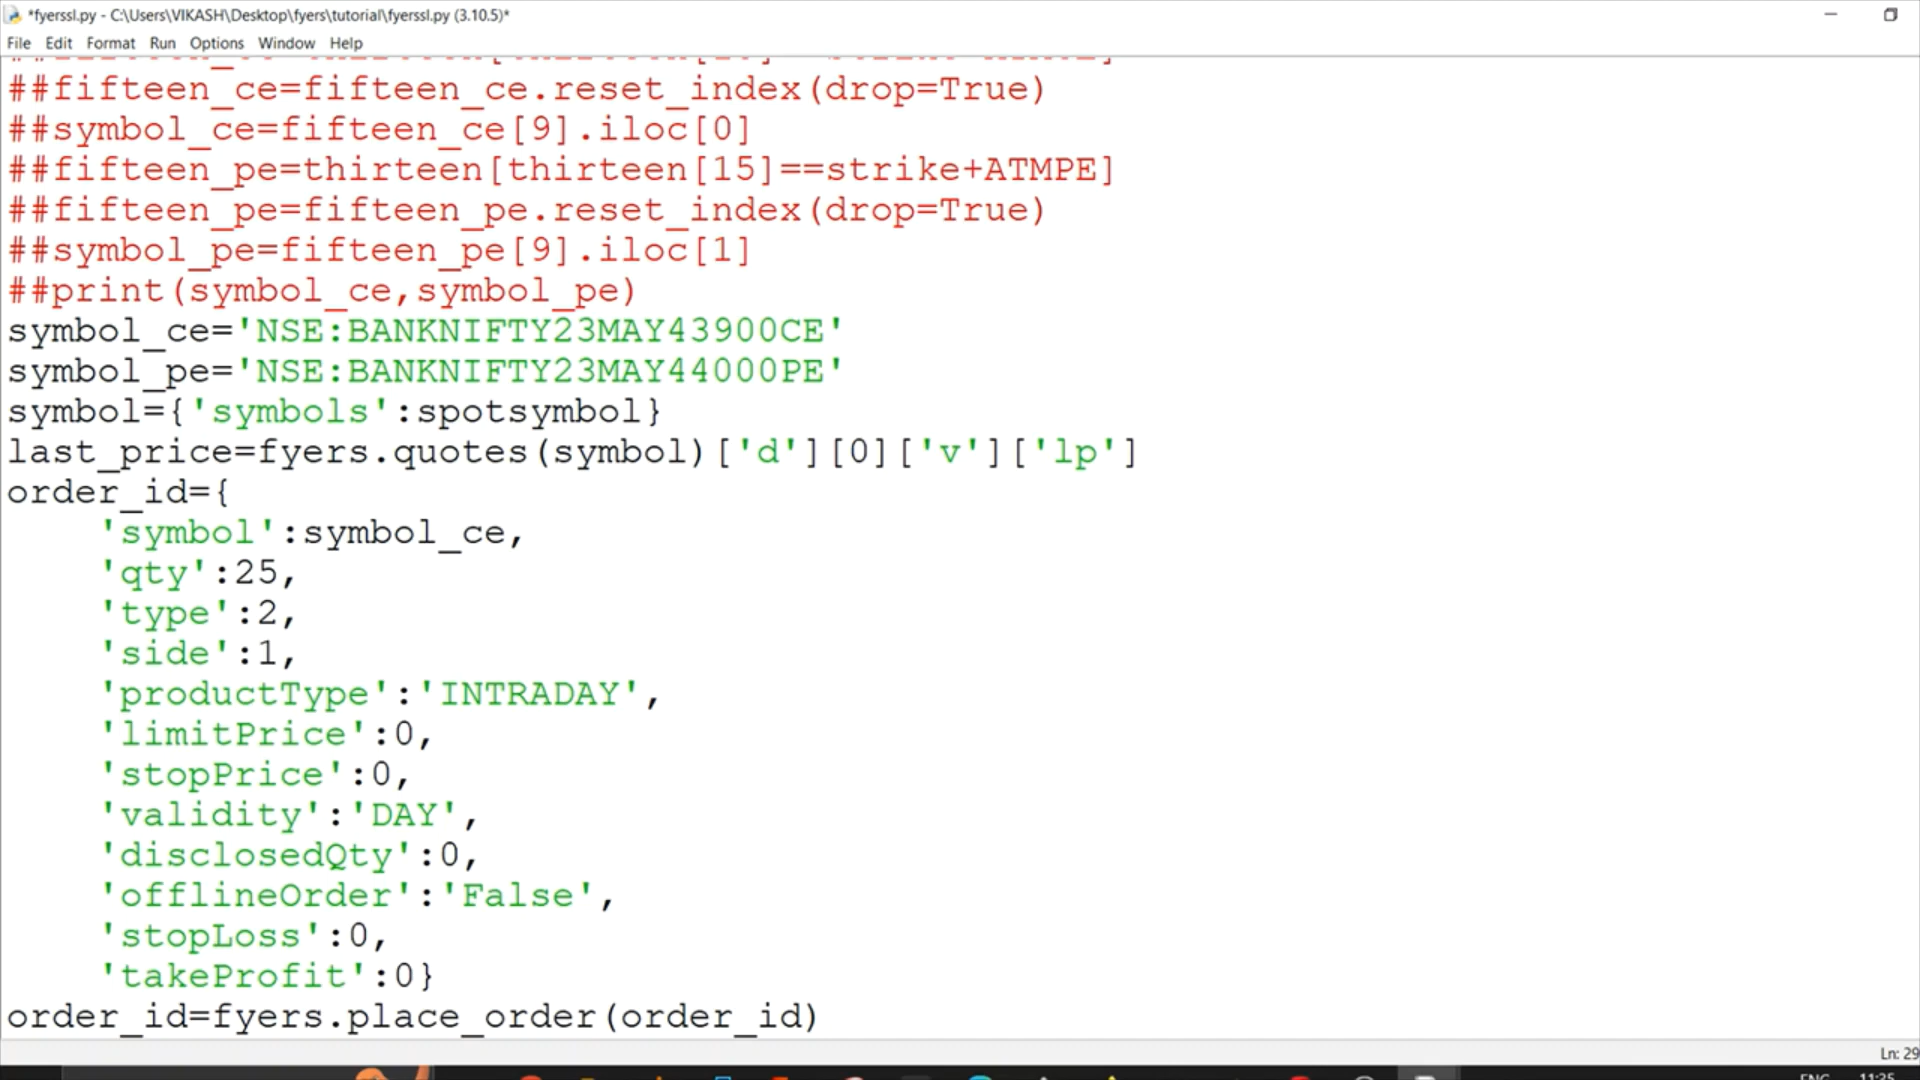 *fyerssl.py - C:\Users\VIKASH\Desktop\fyers\tutorial\fyerssl.py (3.10.5)*
File Edit Format Run Options Window Help
##fifteen_ce=fifteen_ce.reset_index(drop=True)
##symbol_ce=fifteen_ce[9].iloc[0]
##fifteen_pe=thirteen[thirteen[15]==strike+ATMPE]
##fifteen_pe=fifteen_pe.reset_index(drop=True)
##symbol_pe=fifteen_pe[9].iloc[1]
##print(symbol_ce,symbol_pe)
symbol_ce='NSE:BANKNIFTY23MAY43900CE'
symbol_pe='NSE:BANKNIFTY23MAY44000PE'
symbol={'symbols':spotsymbol}
last_price=fyers.quotes(symbol)['d'][0]['v']['lp']
order_id={
'symbol':symbol_ce,
'qty':25,
'type':2,
'side':1,
'productType':'INTRADAY',
'limitPrice':0,
'stopPrice':0,
'validity':'DAY',
'disclosedQty':0,
'offlineOrder':'False',
'stopLoss':0,
'takeProfit':0}
order_id=fyers.place_order(order_id)
Ln: 29